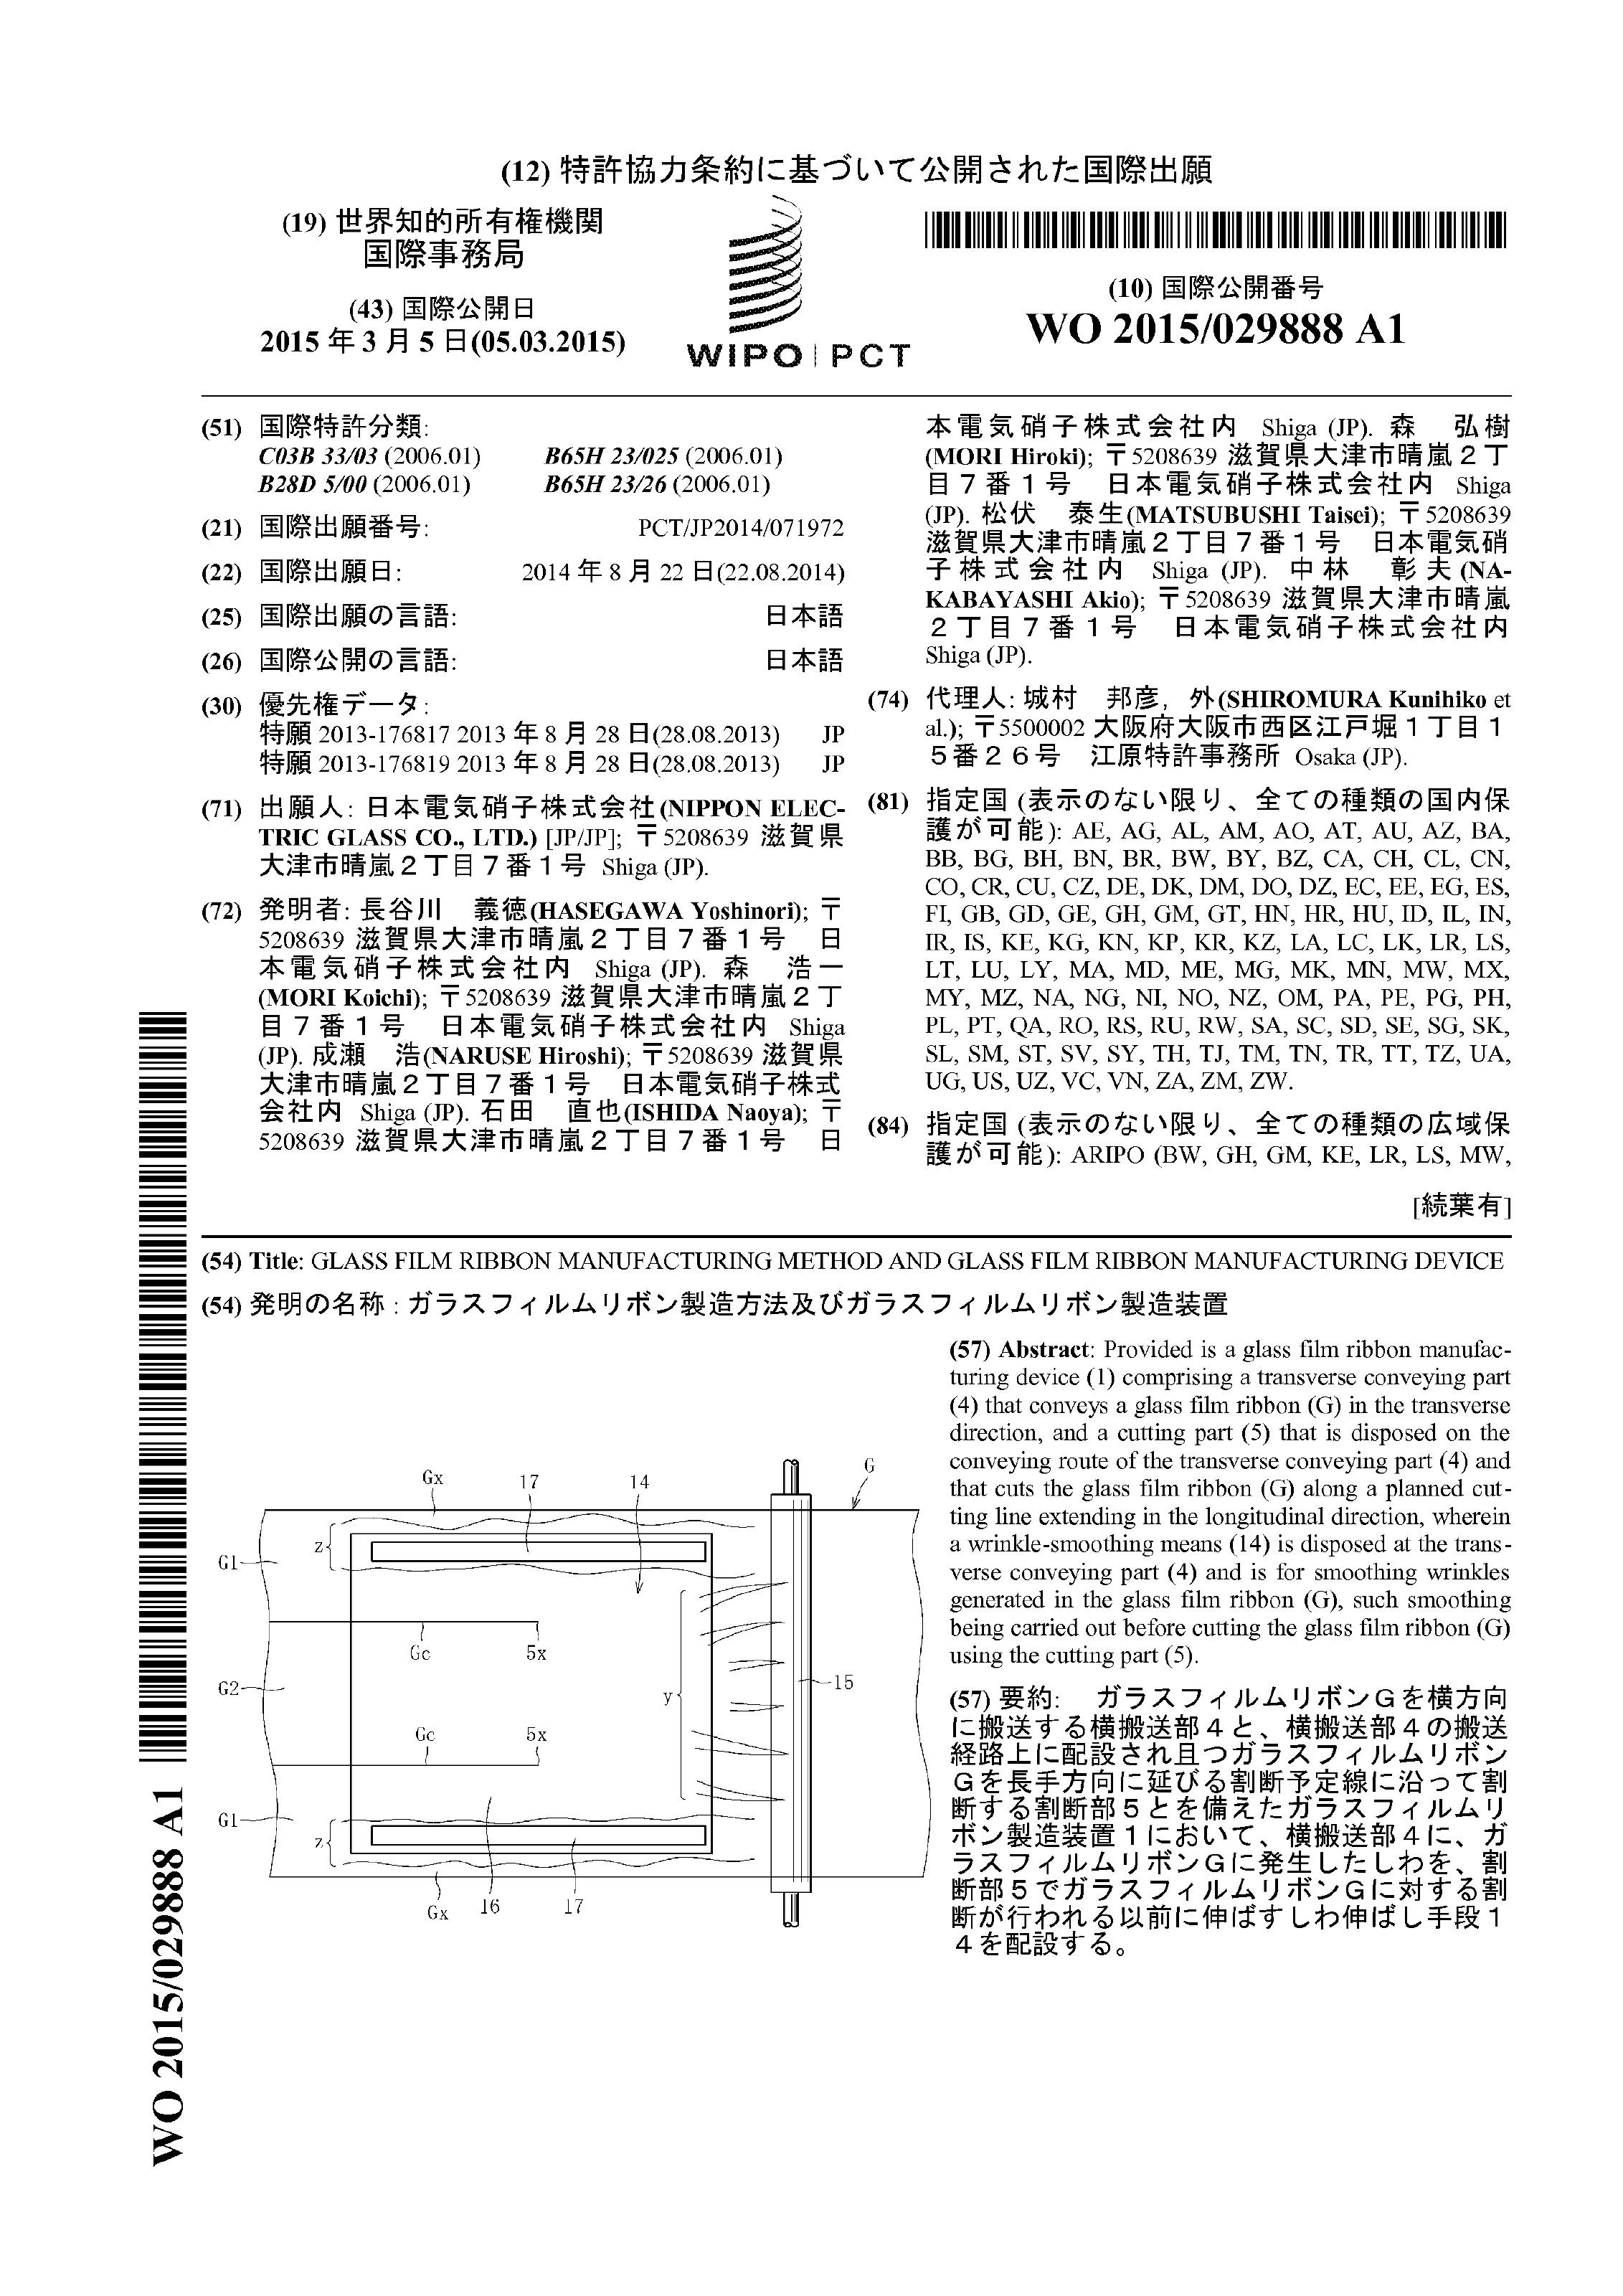 (12) 特許協力条約に基づいて公開された国際出願
(19) 世界知的所有権機関
国際事務局
(43) 国際公開日
2015 年 3 月 5 日(05.03.2015)
WIPO | PCT
(10) 国際公開番号
WO 2015/029888 A1
(51) 国際特許分類:
C03B 33/03 (2006.01) B65H 23/025 (2006.01)
B28D 5/00 (2006.01) B65H 23/26 (2006.01)
(21) 国際出願番号: PCT/JP2014/071972
(22) 国際出願日: 2014 年 8 月 22 日(22.08.2014)
(25) 国際出願の言語: 日本語
(26) 国際公開の言語: 日本語
(30) 優先権データ:
特願 2013-176817 2013 年 8 月 28 日(28.08.2013) JP
特願 2013-176819 2013 年 8 月 28 日(28.08.2013) JP
(71) 出願人: 日本電気硝子株式会社(NIPPON ELEC-
TRIC GLASS CO., LTD.) [JP/JP]; 〒5208639 滋賀県
大津市晴嵐2丁目7番1号 Shiga (JP).
(72) 発明者: 長谷川 義徳(HASEGAWA Yoshinori); 〒
5208639 滋賀県大津市晴嵐2丁目7番1号 日
本電気硝子株式会社内 Shiga (JP). 森 浩一
(MORI Koichi); 〒5208639 滋賀県大津市晴嵐2丁
目7番1号 日本電気硝子株式会社内 Shiga
(JP). 成瀬 浩(NARUSE Hiroshi); 〒5208639 滋賀県
大津市晴嵐2丁目7番1号 日本電気硝子株式
会社内 Shiga (JP). 石田 直也(ISHIDA Naoya); 〒
5208639 滋賀県大津市晴嵐2丁目7番1号 日
本電気硝子株式会社内 Shiga (JP). 森 弘樹
(MORI Hiroki); 〒5208639 滋賀県大津市晴嵐2丁
目7番1号 日本電気硝子株式会社内 Shiga
(JP). 松伏 泰生(MATSUBUSHI Taisei); 〒5208639
滋賀県大津市晴嵐2丁目7番1号 日本電気硝
子株式会社内 Shiga (JP). 中林 彰夫(NA-
KABAYASHI Akio); 〒5208639 滋賀県大津市晴嵐
2丁目7番1号 日本電気硝子株式会社内
Shiga (JP).
(74) 代理人: 城村 邦彦, 外(SHIROMURA Kunihiko et
al.); 〒5500002 大阪府大阪市西区江戸堀1丁目1
5番26号 江原特許事務所 Osaka (JP).
(81) 指定国 (表示のない限り、全ての種類の国内保
護が可能): AE, AG, AL, AM, AO, AT, AU, AZ, BA,
BB, BG, BH, BN, BR, BW, BY, BZ, CA, CH, CL, CN,
CO, CR, CU, CZ, DE, DK, DM, DO, DZ, EC, EE, EG, ES,
FI, GB, GD, GE, GH, GM, GT, HN, HR, HU, ID, IL, IN,
IR, IS, KE, KG, KN, KP, KR, KZ, LA, LC, LK, LR, LS,
LT, LU, LY, MA, MD, ME, MG, MK, MN, MW, MX,
MY, MZ, NA, NG, NI, NO, NZ, OM, PA, PE, PG, PH,
PL, PT, QA, RO, RS, RU, RW, SA, SC, SD, SE, SG, SK,
SL, SM, ST, SV, SY, TH, TJ, TM, TN, TR, TT, TZ, UA,
UG, US, UZ, VC, VN, ZA, ZM, ZW.
(84) 指定国 (表示のない限り、全ての種類の広域保
護が可能): ARIPO (BW, GH, GM, KE, LR, LS, MW,
[続葉有]
(54) Title: GLASS FILM RIBBON MANUFACTURING METHOD AND GLASS FILM RIBBON MANUFACTURING DEVICE
(54) 発明の名称 : ガラスフィルムリボン製造方法及びガラスフィルムリボン製造装置
Gx 17 14 G
z
G1
Gc 5x
G2 y 15
Gc 5x
G1
z
Gx 16 17
(57) Abstract: Provided is a glass film ribbon manufac-
turing device (1) comprising a transverse conveying part
(4) that conveys a glass film ribbon (G) in the transverse
direction, and a cutting part (5) that is disposed on the
conveying route of the transverse conveying part (4) and
that cuts the glass film ribbon (G) along a planned cut-
ting line extending in the longitudinal direction, wherein
a wrinkle-smoothing means (14) is disposed at the trans-
verse conveying part (4) and is for smoothing wrinkles
generated in the glass film ribbon (G), such smoothing
being carried out before cutting the glass film ribbon (G)
using the cutting part (5).
(57) 要約: ガラスフィルムリボンGを横方向
に搬送する横搬送部4と、横搬送部4の搬送
経路上に配設され且つガラスフィルムリボン
Gを長手方向に延びる割断予定線に沿って割
断する割断部5とを備えたガラスフィルムリ
ボン製造装置1において、横搬送部4に、ガ
ラスフィルムリボンGに発生したしわを、割
断部5でガラスフィルムリボンGに対する割
断が行われる以前に伸ばすしわ伸ばし手段1
4を配設する。
WO 2015/029888 A1